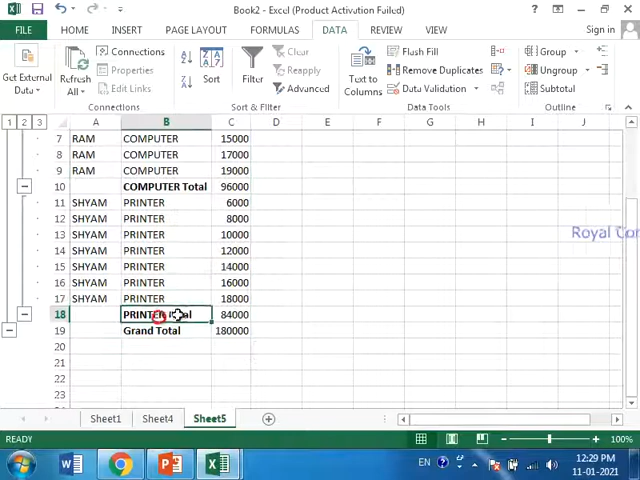 Book2 - Excel (Product Activation Failed)
FILE HOME INSERT PAGE LAYOUT FORMULAS DATA REVIEW VIEW Sign in
Get External Data
Refresh All
Connections
Properties
Edit Links
Connections
Sort
Filter
Clear
Reapply
Advanced
Sort & Filter
Text to Columns
Flash Fill
Remove Duplicates
Data Validation
Data Tools
Group
Ungroup
Subtotal
Outline
1 2 3 A B C D E F G H I J
7 RAM COMPUTER 15000
8 RAM COMPUTER 17000
9 RAM COMPUTER 19000
10 COMPUTER Total 96000
11 SHYAM PRINTER 6000
12 SHYAM PRINTER 8000
13 SHYAM PRINTER 10000
14 SHYAM PRINTER 12000
15 SHYAM PRINTER 14000
16 SHYAM PRINTER 16000
17 SHYAM PRINTER 18000
18 PRINTER Total 84000
19 Grand Total 180000
20
21
22
23
Royal Co
Sheet1 Sheet4 Sheet5
READY 100%
EN 12:29 PM
11-01-2021